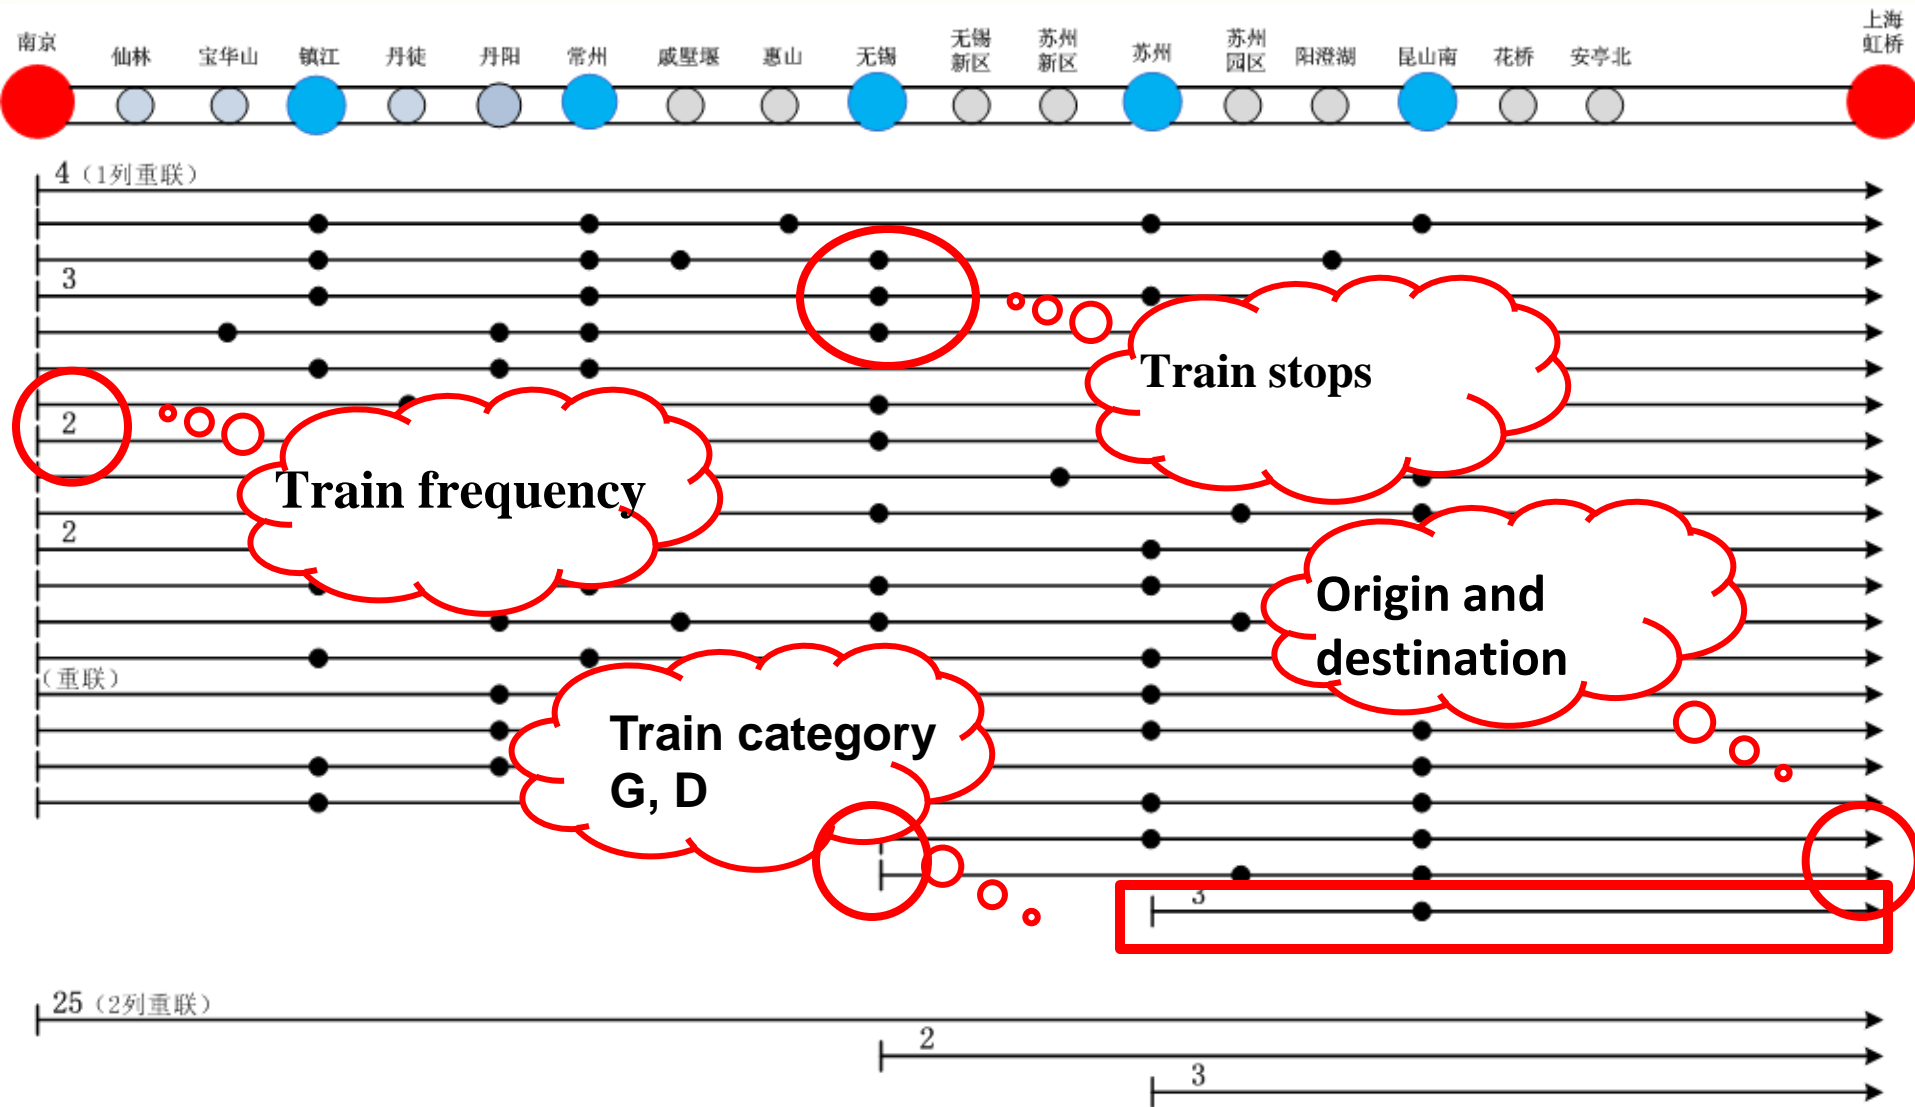 南京
仙林
宝华山
镇江
丹徒
丹阳
常州
戚墅堰
惠山
无锡
无锡
新区
苏州
新区
苏州
苏州
园区
阳澄湖
昆山南
花桥
安亭北
上海
虹桥
4（1列重联）
3
Train stops
2
Train frequency
2
Origin and
destination
（重联）
Train category
G, D
3
25（2列重联）
2
3